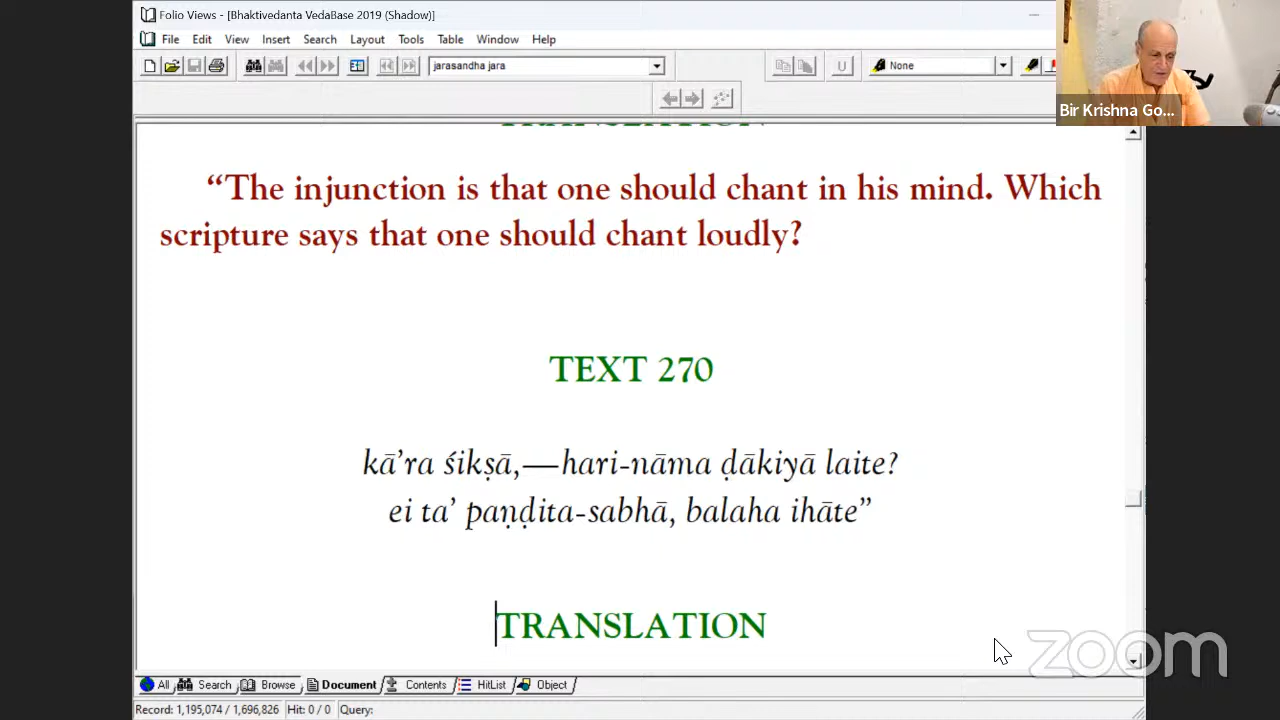 Folio Views - [Bhaktivedanta VedaBase 2019 (Shadow)]
File Edit View Insert Search Layout Tools Table Window Help
jarasandha jara
U
None
Bir Krishna Go...
TRANSLATION
“The injunction is that one should chant in his mind. Which
scripture says that one should chant loudly?
TEXT 270
kā’ra śikṣā,—hari-nāma ḍākiyā laite?
ei ta’ paṇḍita-sabhā, balaha ihāte”
TRANSLATION
zoom
All Search Browse Document Contents HitList Object
Record: 1,195,074 / 1,696,826 Hit: 0 / 0 Query: